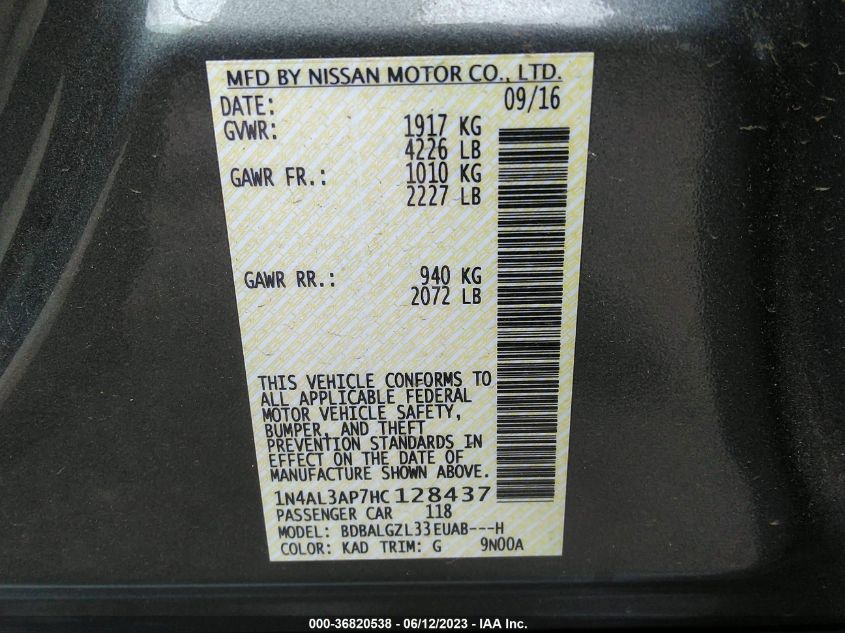 MFD BY NISSAN MOTOR CO., LTD.
DATE: 09/16
GVWR: 1917 KG
4226 LB
GAWR FR.: 1010 KG
2227 LB
GAWR RR.: 940 KG
2072 LB
THIS VEHICLE CONFORMS TO
ALL APPLICABLE FEDERAL
MOTOR VEHICLE SAFETY,
BUMPER, AND THEFT
PREVENTION STANDARDS IN
EFFECT ON THE DATE OF
MANUFACTURE SHOWN ABOVE.
1N4AL3AP7HC128437
PASSENGER CAR 118
MODEL: BDBALGZL33EUAB---H
COLOR: KAD TRIM: G 9N00A
000-36820538 - 06/12/2023 - IAA Inc.